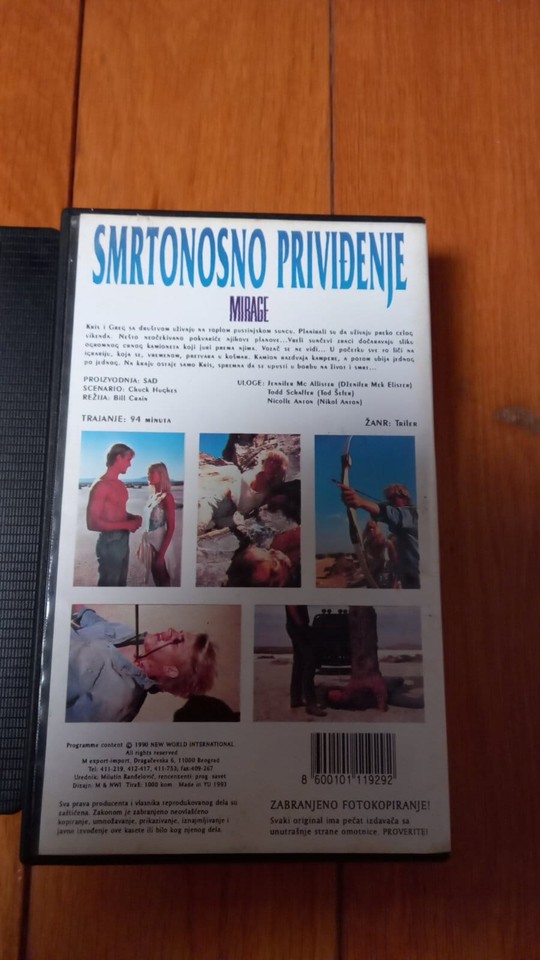 SMRTONOSNO PRIVIĐENJE
MIRAGE
Kris i Greg sa društvom uživaju na toplom pustinjskom suncu. Planirali su da uživaju preko celog
vikenda. Nešto neočekivano pokvariće njihove planove...Vreli sunčevi zraci dočaravaju sliku
ogromnog crnog kamioneta koji juri prema njima. Vozač se ne vidi... U početku sve to liči na
igrariju, koja se, vremenom, pretvara u košmar. Kamion razdvaja kampere, a potom ubija jednog
po jednog. Na kraju ostaje samo Kris, spremna da se upusti u borbu na život i smrt...
PROIZVODNJA: SAD
SCENARIO: Chuck Hughes
REŽIJA: Bill Crain
ULOGE: Jennifer Mc Allister (Dženifer Mek Elister)
Todd Schaffer (Tod Šefer)
Nicolle Anton (Nikol Anton)
TRAJANJE: 94 minuta
ŽANR: Triler
Programme content © 1990 NEW WORLD INTERNATIONAL
All rights reserved
M export-import, Dragačevska 6, 11000 Beograd
Tel: 411-219, 412-417, 411-753; fax:498-267
Urednik: Milutin Ranđelović, recenzenti: prog. savet
Dizajn: M & NWI Tiraž: 1000 kom Made in YU 1993
8 600101 119292
Sva prava producenta i vlasnika reprodukovanog dela su
zaštićena. Zakonom je zabranjeno neovlašćeno
kopiranje, umnožavanje, prikazivanje, iznajmljivanje i
javno izvođenje ove kasete ili bilo kog njenog dela
ZABRANJENO FOTOKOPIRANJE!
Svaki original ima pečat izdavača sa
unutrašnje strane omotnice. PROVERITE!